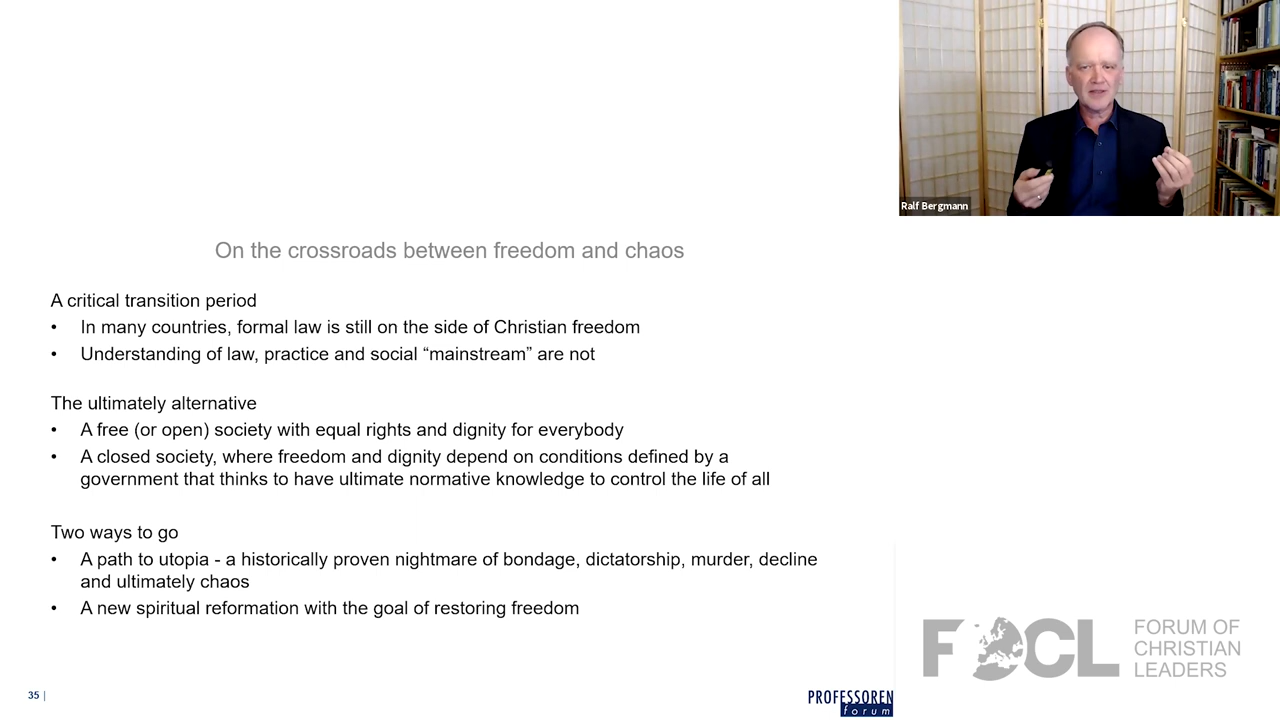 Ralf Bergmann
On the crossroads between freedom and chaos
A critical transition period
• In many countries, formal law is still on the side of Christian freedom
• Understanding of law, practice and social “mainstream” are not
The ultimately alternative
• A free (or open) society with equal rights and dignity for everybody
• A closed society, where freedom and dignity depend on conditions defined by a
government that thinks to have ultimate normative knowledge to control the life of all
Two ways to go
• A path to utopia - a historically proven nightmare of bondage, dictatorship, murder, decline
and ultimately chaos
• A new spiritual reformation with the goal of restoring freedom
35 |
PROFESSOREN
forum
FOCL
FORUM OF
CHRISTIAN
LEADERS